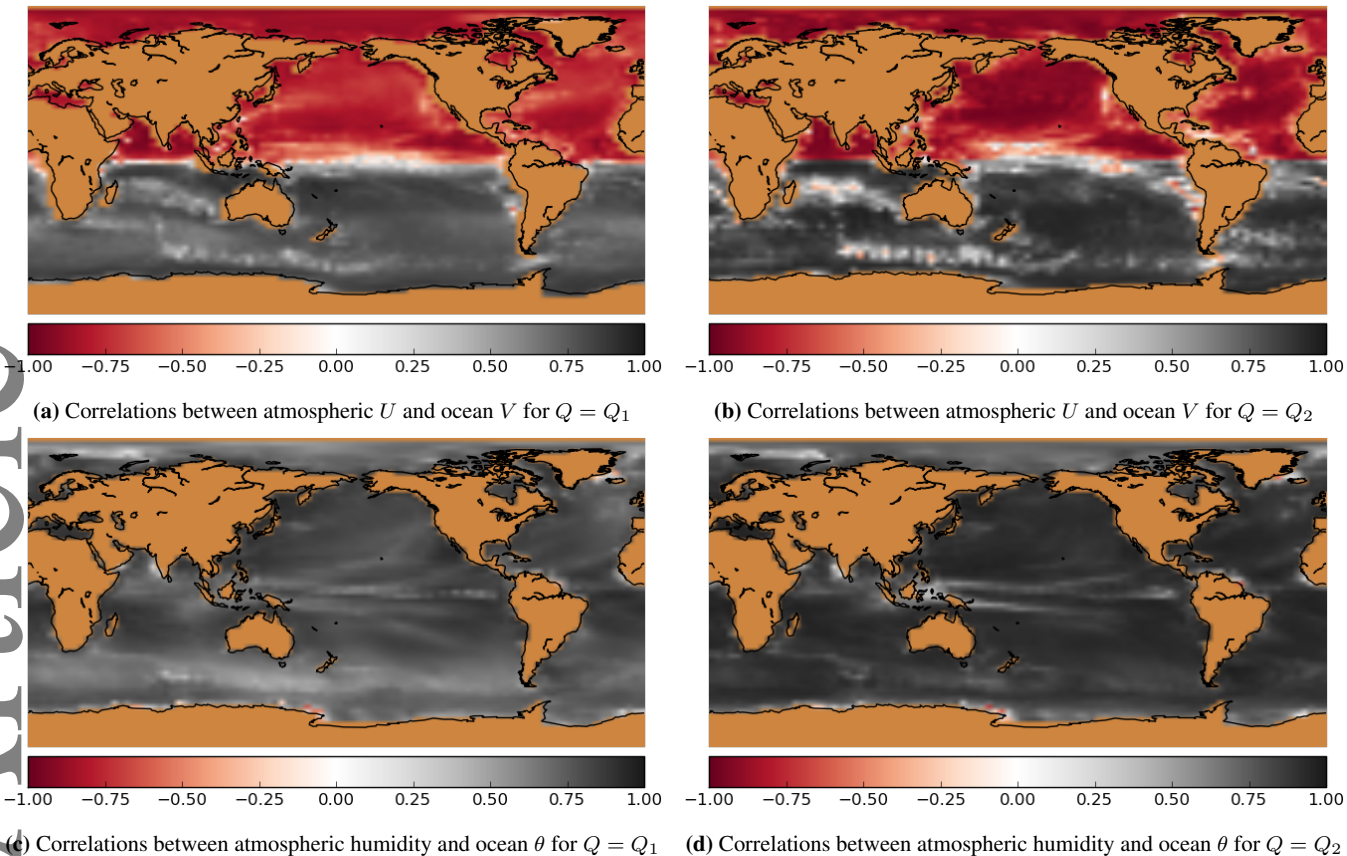 −1.00 −0.75 −0.50 −0.25 0.00 0.25 0.50 0.75 1.00
−1.00 −0.75 −0.50 −0.25 0.00 0.25 0.50 0.75 1.00
(a) Correlations between atmospheric U and ocean V for Q = Q₁
(b) Correlations between atmospheric U and ocean V for Q = Q₂
−1.00 −0.75 −0.50 −0.25 0.00 0.25 0.50 0.75 1.00
−1.00 −0.75 −0.50 −0.25 0.00 0.25 0.50 0.75 1.00
(c) Correlations between atmospheric humidity and ocean θ for Q = Q₁
(d) Correlations between atmospheric humidity and ocean θ for Q = Q₂